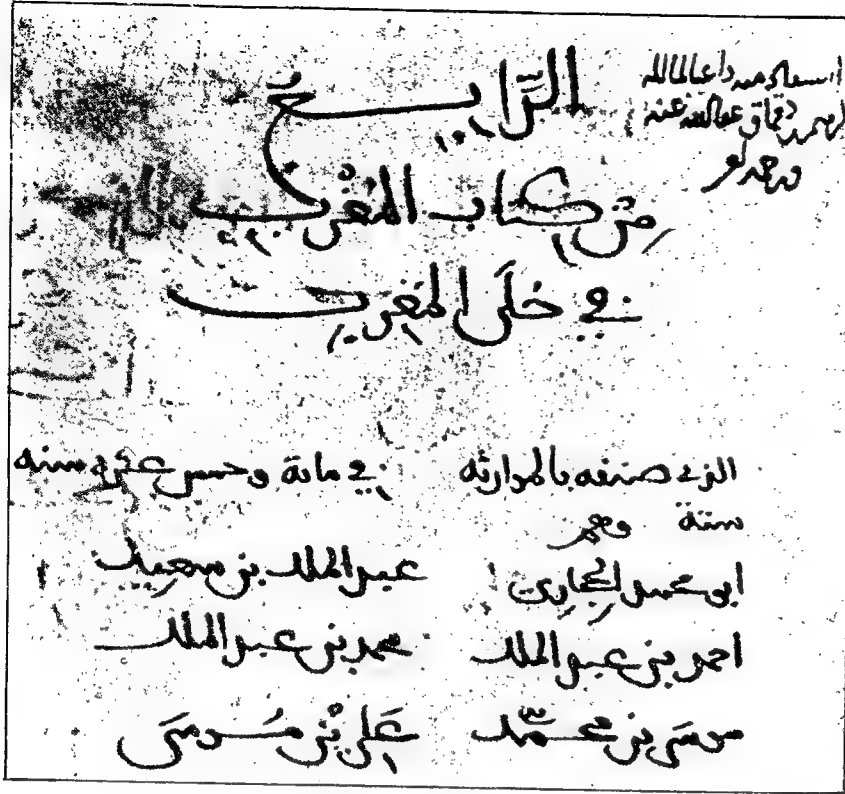 الرابع
من كتاب المغرب
في حلى المغرب
الذي صنفه بالموارثة في مائة وخمس عشرة سنة
ستة وهم
ابو محمد الحجاري عبد الملك بن سعيد
احمد بن عبد الملك محمد بن عبد الملك
موسى بن محمد علي بن موسى